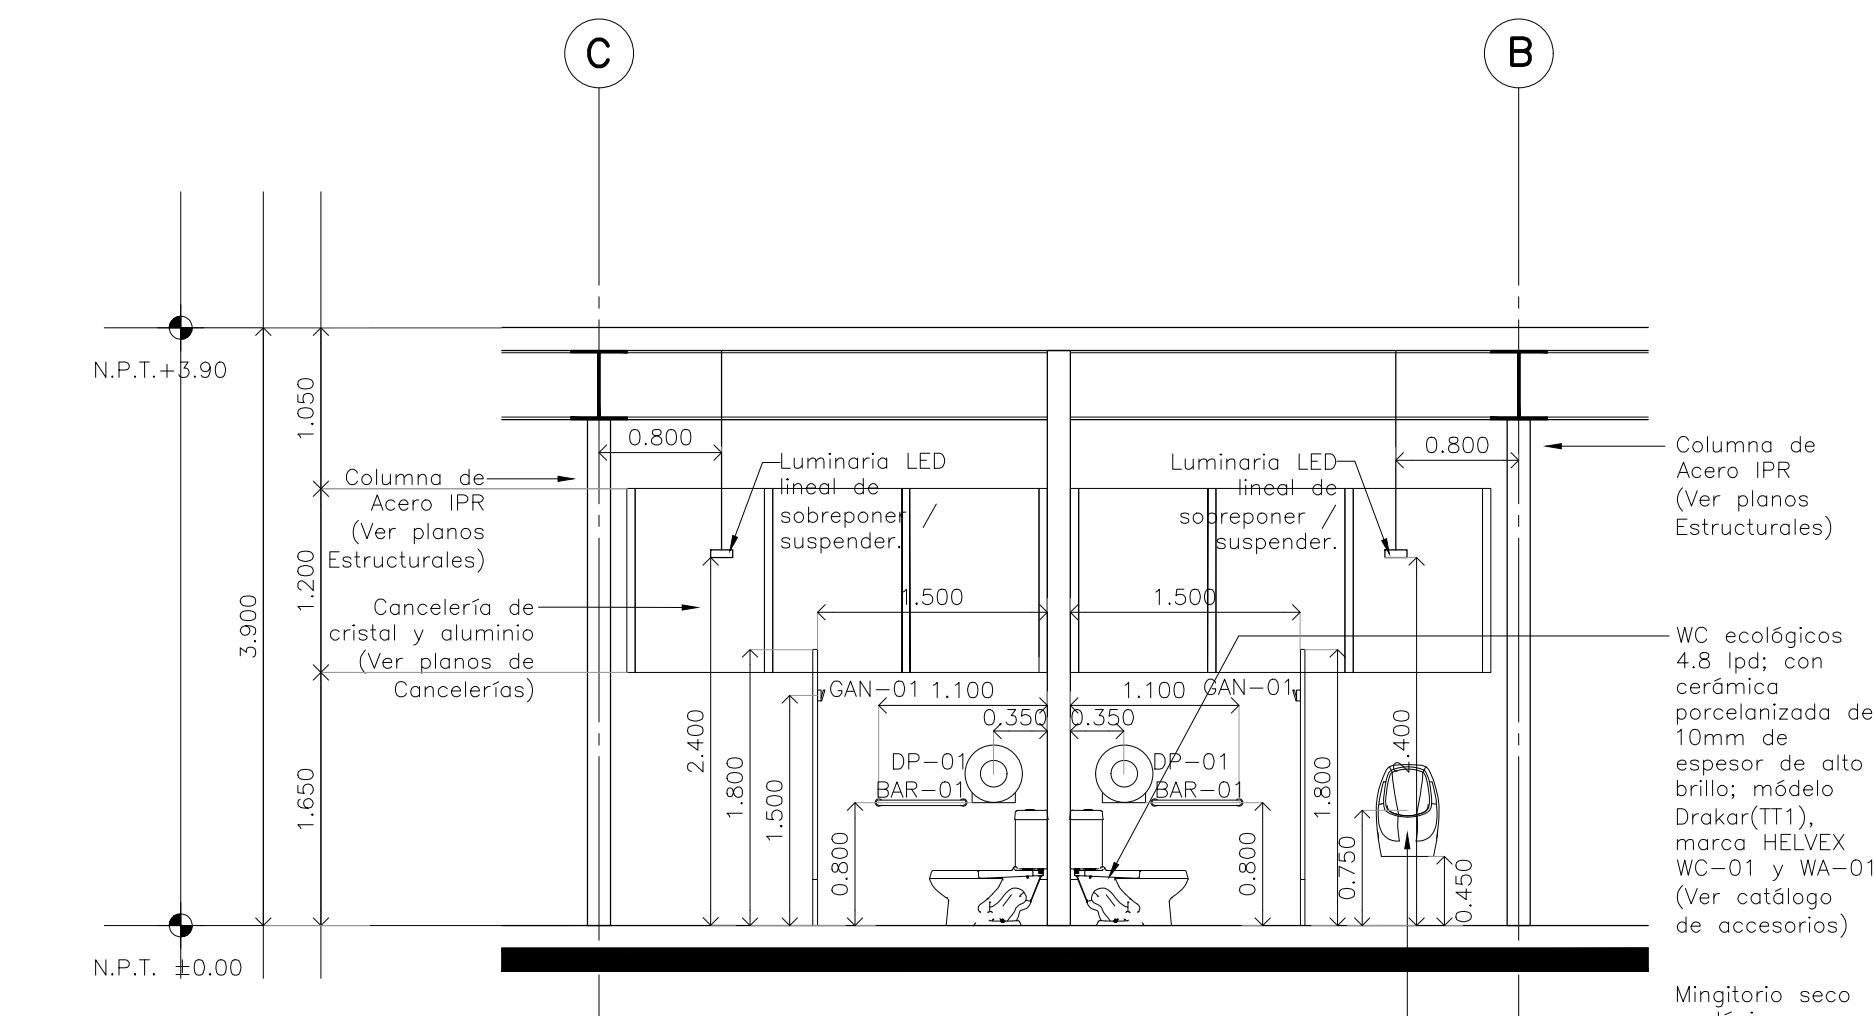 C
B
N.P.T.+3.90
1.050
1.200
3.900
1.650
N.P.T. ±0.00
Columna de
Acero IPR
(Ver planos
Estructurales)
Cancelería de
cristal y aluminio
(Ver planos de
Cancelerías)
0.800
Luminaria LED
lineal de
sobreponer /
suspender.
Luminaria LED
lineal de
sobreponer /
suspender.
0.800
1.500
1.500
GAN-01
1.100
1.100
GAN-01
0.350
0.350
DP-01
BAR-01
DP-01
BAR-01
2.400
1.800
1.500
0.800
0.800
1.800
0.750
2.400
0.450
Columna de
Acero IPR
(Ver planos
Estructurales)
WC ecológicos
4.8 lpd; con
cerámica
porcelanizada de
10mm de
espesor de alto
brillo; módelo
Drakar(TT1),
marca HELVEX
WC-01 y WA-01
(Ver catálogo
de accesorios)
Mingitorio seco